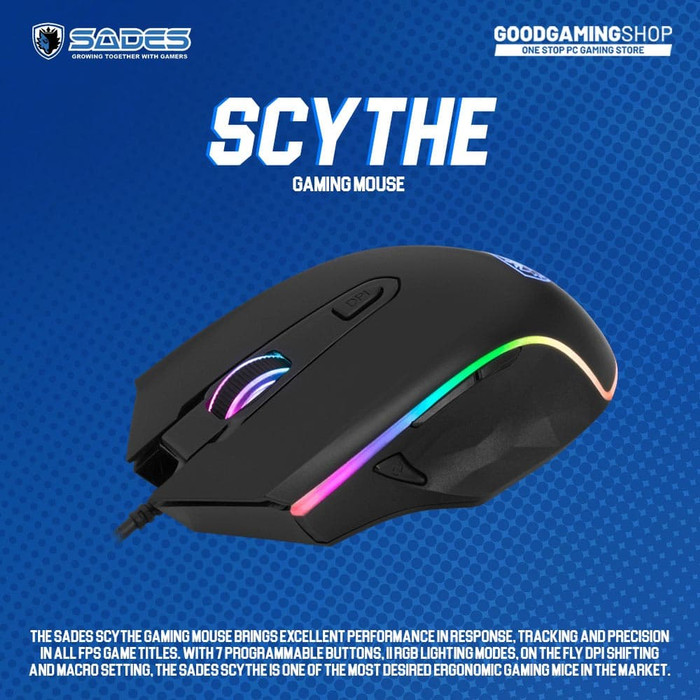 SADES
GROWING TOGETHER WITH GAMERS
GOODGAMINGSHOP
ONE STOP PC GAMING STORE
SCYTHE
GAMING MOUSE
DPI
THE SADES SCYTHE GAMING MOUSE BRINGS EXCELLENT PERFORMANCE IN RESPONSE, TRACKING AND PRECISION
IN ALL FPS GAME TITLES. WITH 7 PROGRAMMABLE BUTTONS, 11 RGB LIGHTING MODES, ON THE FLY DPI SHIFTING
AND MACRO SETTING, THE SADES SCYTHE IS ONE OF THE MOST DESIRED ERGONOMIC GAMING MICE IN THE MARKET.